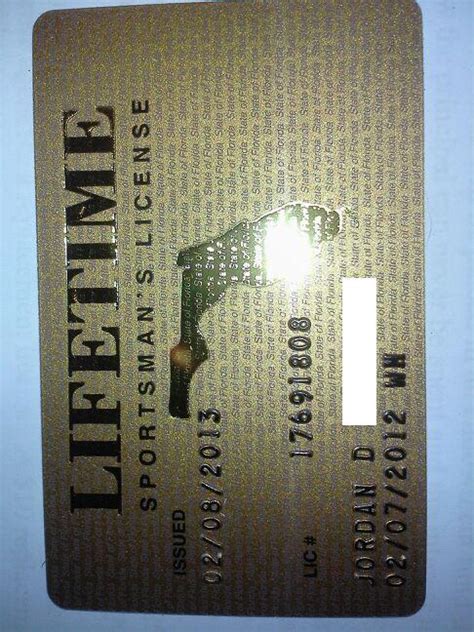 LIFETIME
SPORTSMAN'S LICENSE
ISSUED
02/08/2013
LIC# 17691808
JORDAN D
02/07/2012 WM